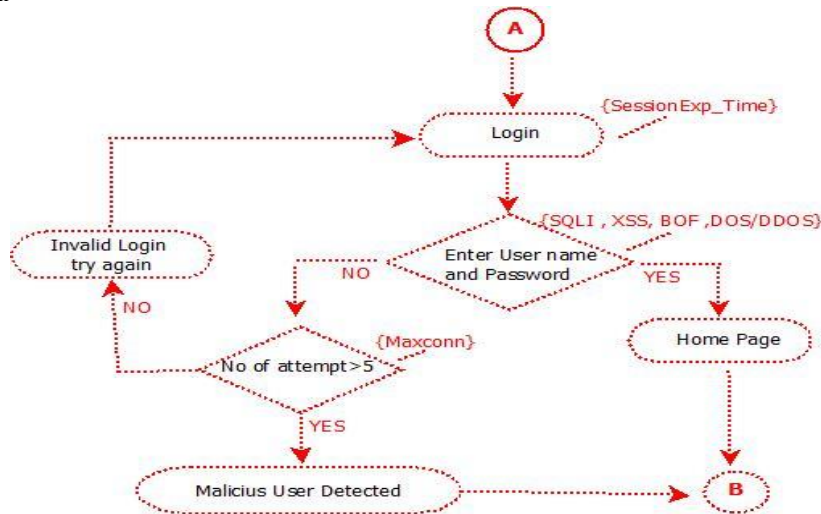 A
{SessionExp_Time}
Login
{SQLI , XSS, BOF ,DOS/DDOS}
Invalid Login
try again
Enter User name
and Password
NO
YES
NO
{Maxconn}
Home Page
No of attempt>5
YES
Malicius User Detected
B